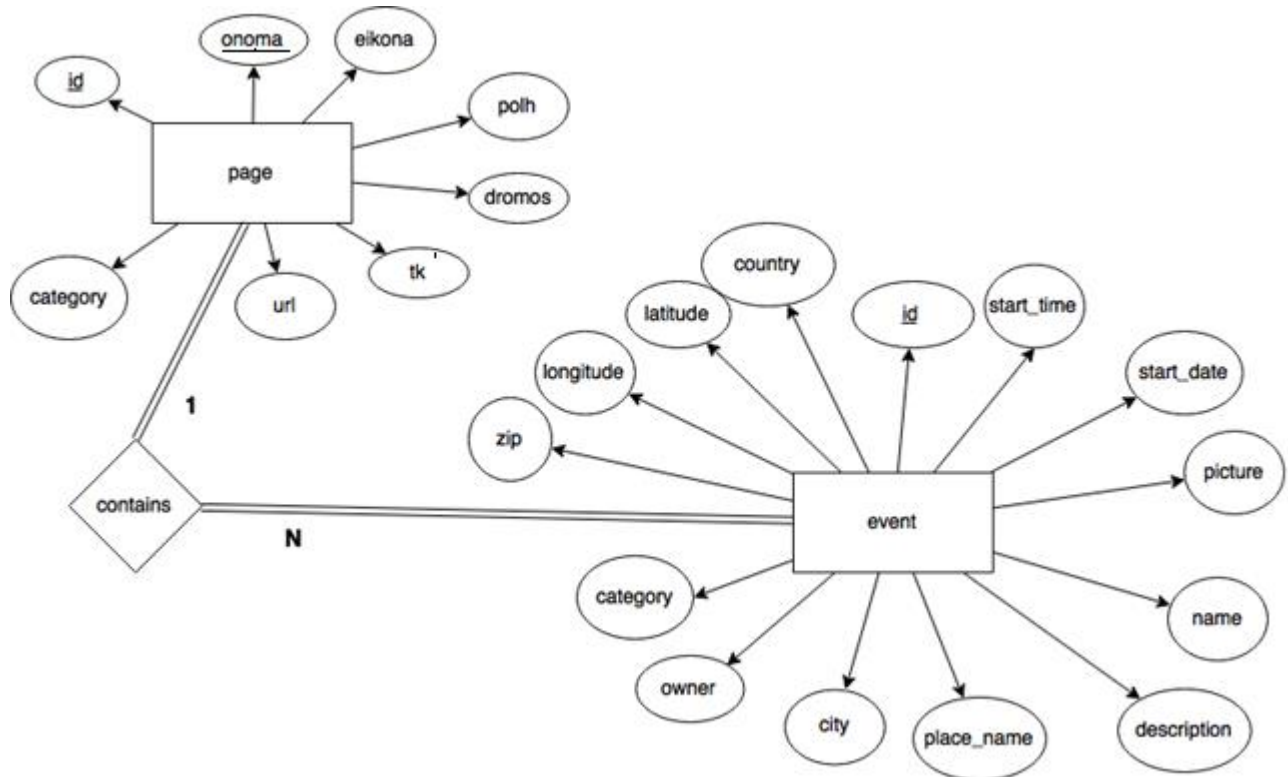 onoma
eikona
id
polh
page
dromos
tk
category
url
country
latitude
id
start_time
longitude
start_date
1
zip
picture
contains
event
N
category
name
owner
city
place_name
description